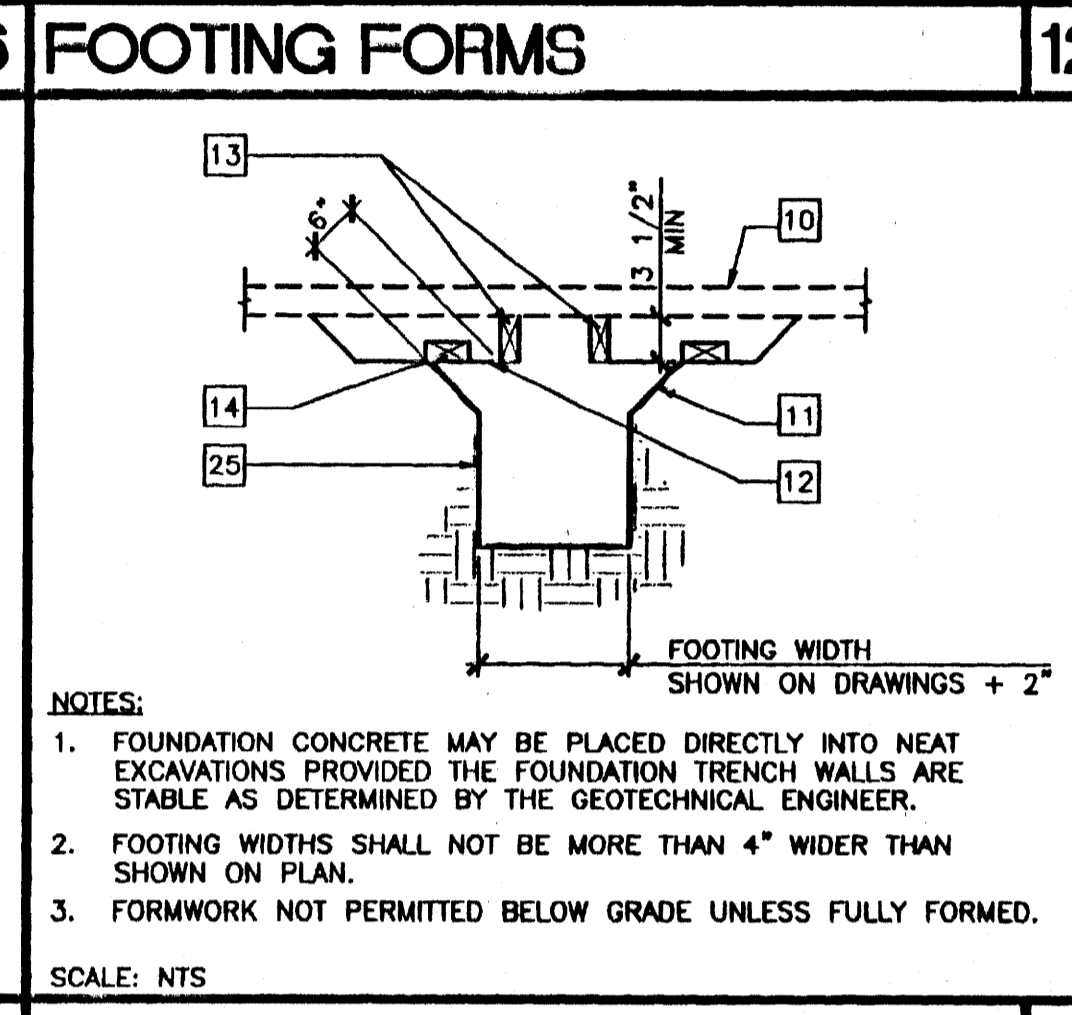 FOOTING FORMS
13
6"
3 1/2"
MIN
10
14
11
25
12
FOOTING WIDTH
SHOWN ON DRAWINGS + 2"
NOTES:
1. FOUNDATION CONCRETE MAY BE PLACED DIRECTLY INTO NEAT
EXCAVATIONS PROVIDED THE FOUNDATION TRENCH WALLS ARE
STABLE AS DETERMINED BY THE GEOTECHNICAL ENGINEER.
2. FOOTING WIDTHS SHALL NOT BE MORE THAN 4" WIDER THAN
SHOWN ON PLAN.
3. FORMWORK NOT PERMITTED BELOW GRADE UNLESS FULLY FORMED.
SCALE: NTS